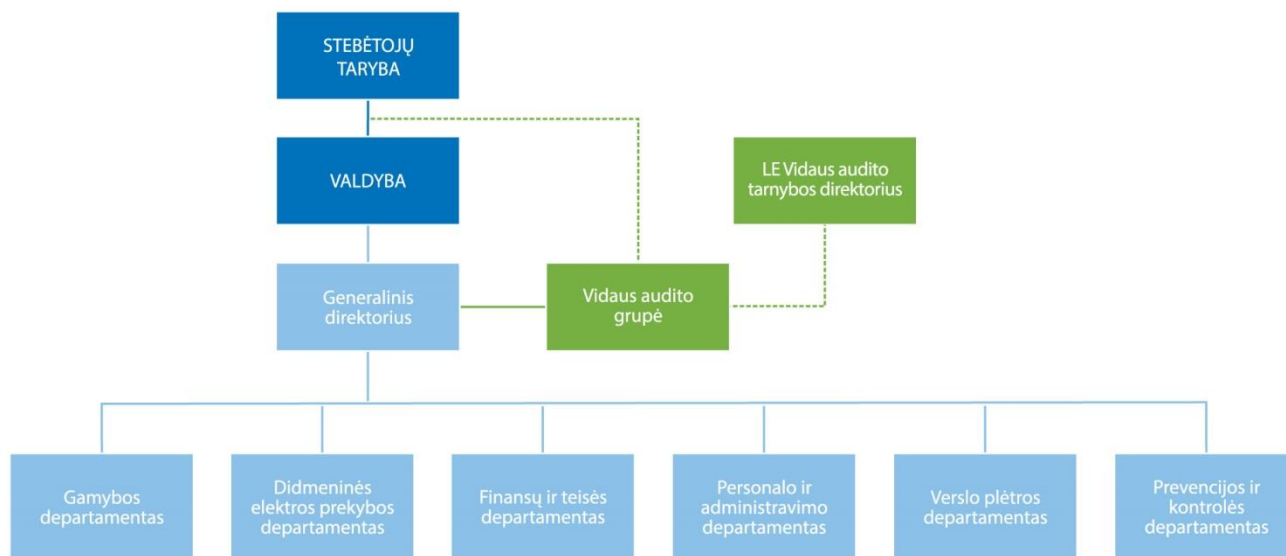 STEBĖTOJŲ
TARYBA
VALDYBA
LE Vidaus audito
tarnybos direktorius
Generalinis
direktorius
Vidaus audito
grupė
Gamybos
departamentas
Didmeninės
elektros prekybos
departamentas
Finansų ir teisės
departamentas
Personalo ir
administravimo
departamentas
Verslo plėtros
departamentas
Prevencijos ir
kontrolės
departamentas